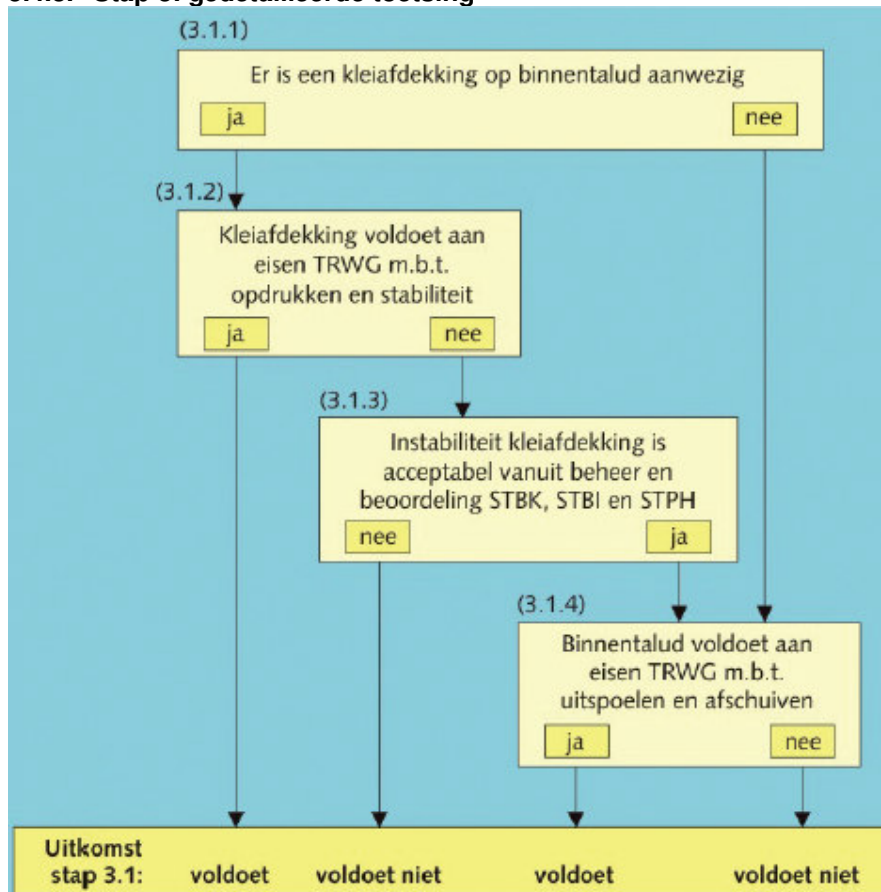 (3.1.1)
Er is een kleiafdekking op binnentalud aanwezig
ja
nee
(3.1.2)
Kleiafdekking voldoet aan
eisen TRWG m.b.t.
opdrukken en stabiliteit
ja
nee
(3.1.3)
Instabiliteit kleiafdekking is
acceptabel vanuit beheer en
beoordeling STBK, STBI en STPH
nee
ja
(3.1.4)
Binnentalud voldoet aan
eisen TRWG m.b.t.
uitspoelen en afschuiven
ja
nee
Uitkomst
stap 3.1: voldoet voldoet niet voldoet voldoet niet